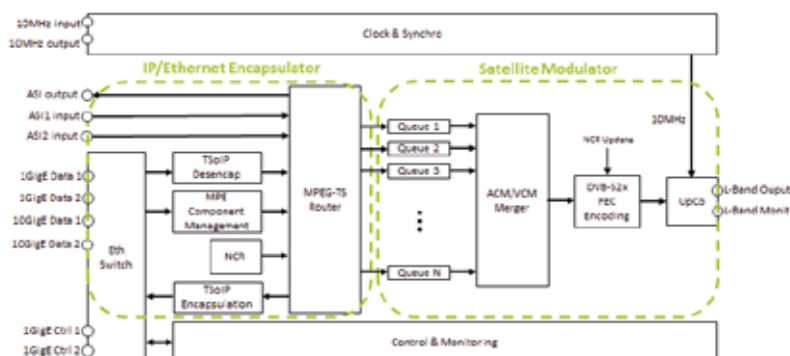 10MHz input
10MHz output
Clock & Synchro
IP/Ethernet Encapsulator
Satellite Modulator
ASI output
ASI1 input
ASI2 input
10MHz
Queue 1
Queue 2
Queue 3
Queue N
NCR Update
1GigE Data 1
1GigE Data 2
10GigE Data 1
10GigE Data 2
TSoIP
Desencap
MPE
Component
Management
NCR
TSoIP
Encapsulation
Eth
Switch
MPEG-TS
Router
ACM/VCM
Merger
DVB-S2x
FEC
Encoding
UpCo
L-Band Ouput
L-Band Monit
1GigE Ctrl 1
1GigE Ctrl 2
Control & Monitoring